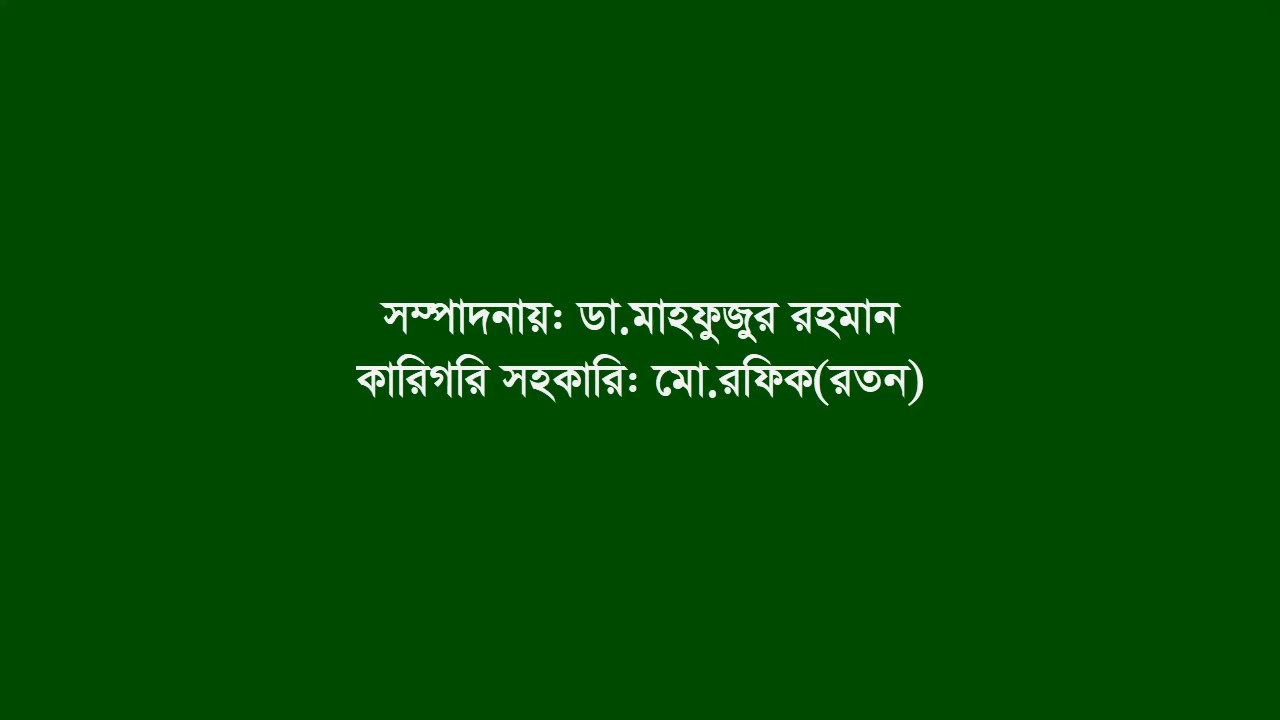 সম্পাদনায়ঃ ডা.মাহফুজুর রহমান
কারিগরি সহকারিঃ মো.রফিক(রতন)